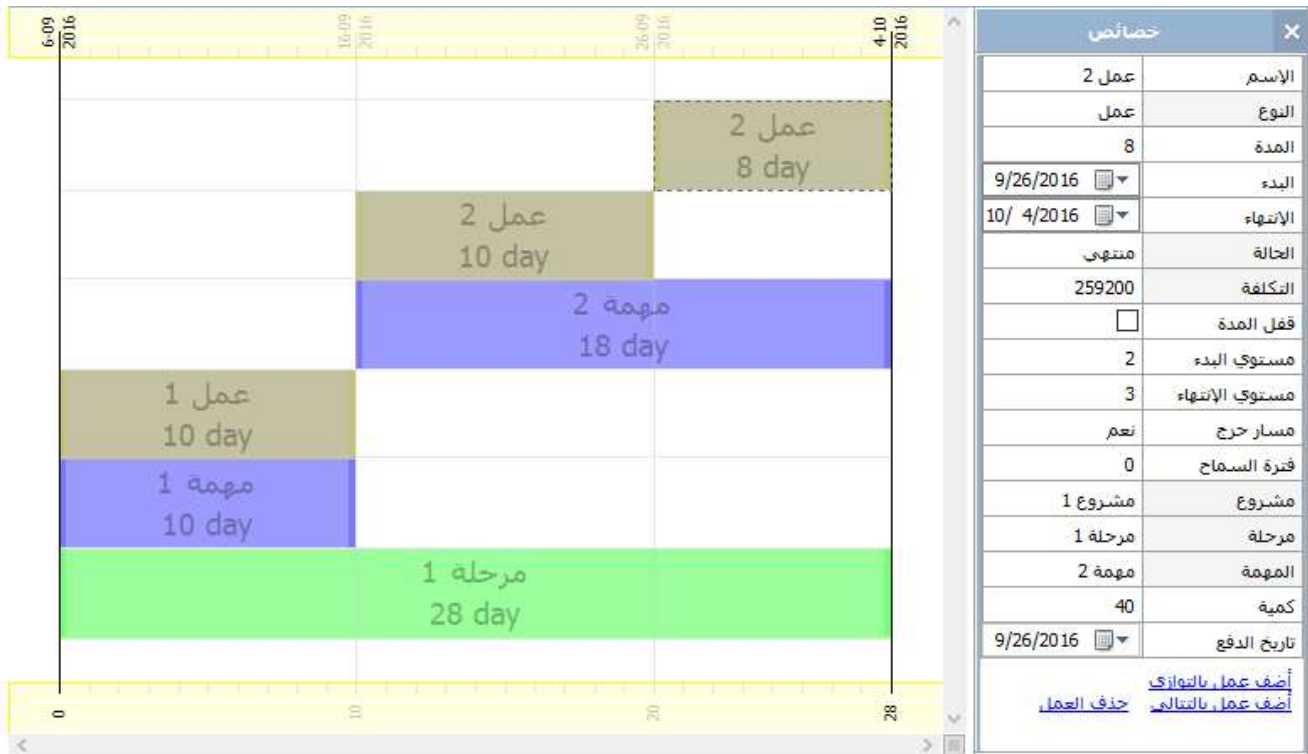 6-09
2016
16-09
2016
26-09
2016
4-10
2016
عمل 2
8 day
عمل 2
10 day
مهمة 2
18 day
عمل 1
10 day
مهمة 1
10 day
مرحلة 1
28 day
0
10
20
28
خصائص
الإسم عمل 2
النوع عمل
المدة 8
البدء 9/26/2016
الإنتهاء 10/ 4/2016
الحالة منتهي
التكلفة 259200
قفل المدة
مستوي البدء 2
مستوي الإنتهاء 3
مسار حرج نعم
فترة السماح 0
مشروع مشروع 1
مرحلة مرحلة 1
المهمة مهمة 2
كمية 40
تاريخ الدفع 9/26/2016
أضف عمل بالتوازي
أضف عمل بالتتالي حذف العمل